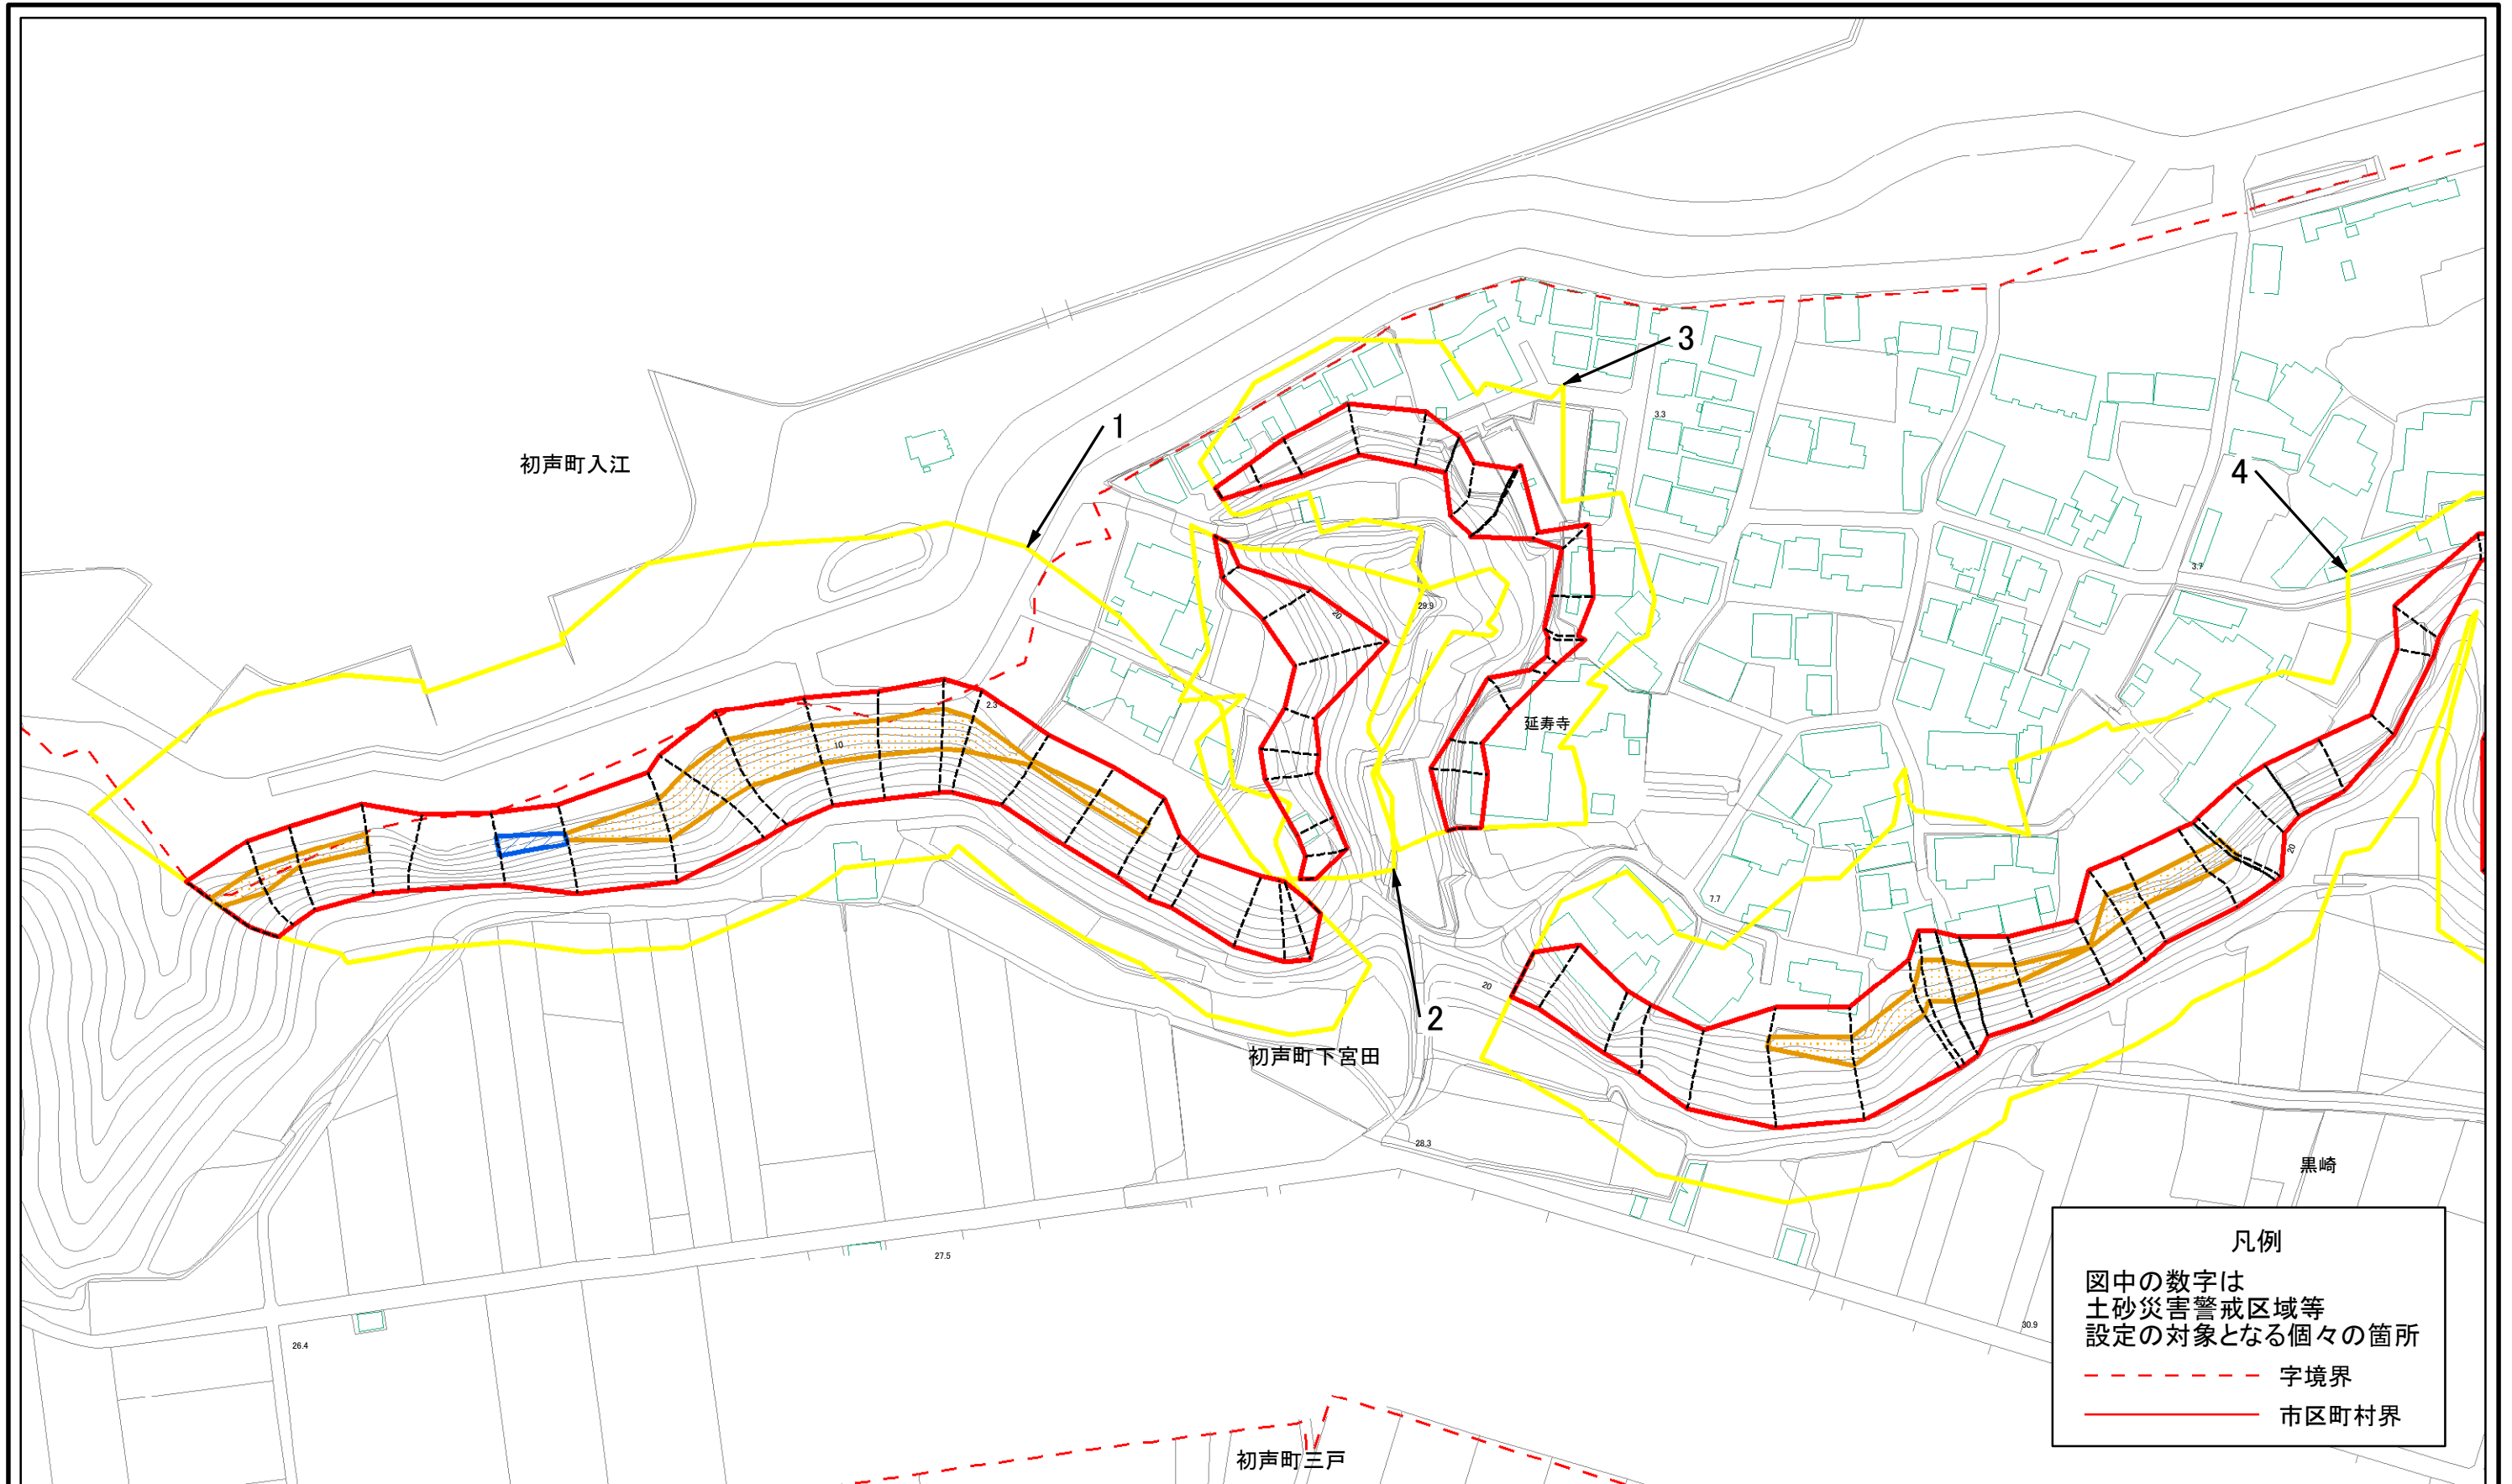 3
3.3
1
初声町入江
4
3.7
29.9
20
2.3
延寿寺
10
20
7.7
20
2
初声町下宮田
28.3
黒崎
27.5
30.9
26.4
初声町三戸
凡例
図中の数字は
土砂災害警戒区域等
設定の対象となる個々の箇所
字境界
市区町村界